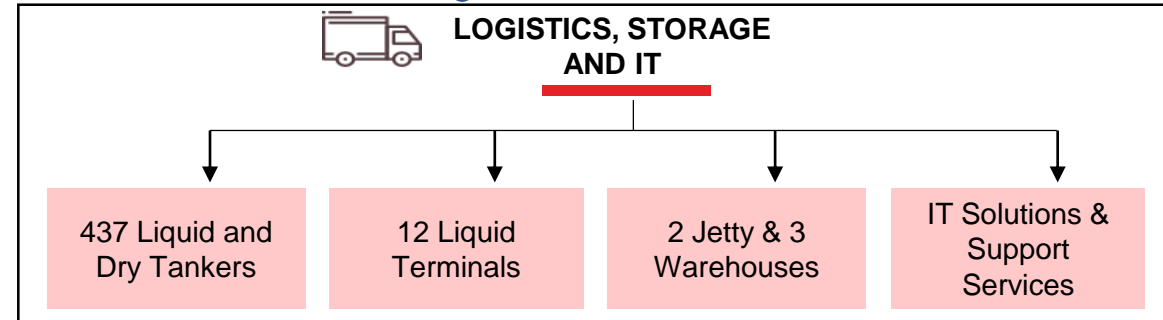 LOGISTICS, STORAGE
AND IT
437 Liquid and
Dry Tankers
12 Liquid
Terminals
2 Jetty & 3
Warehouses
IT Solutions &
Support
Services